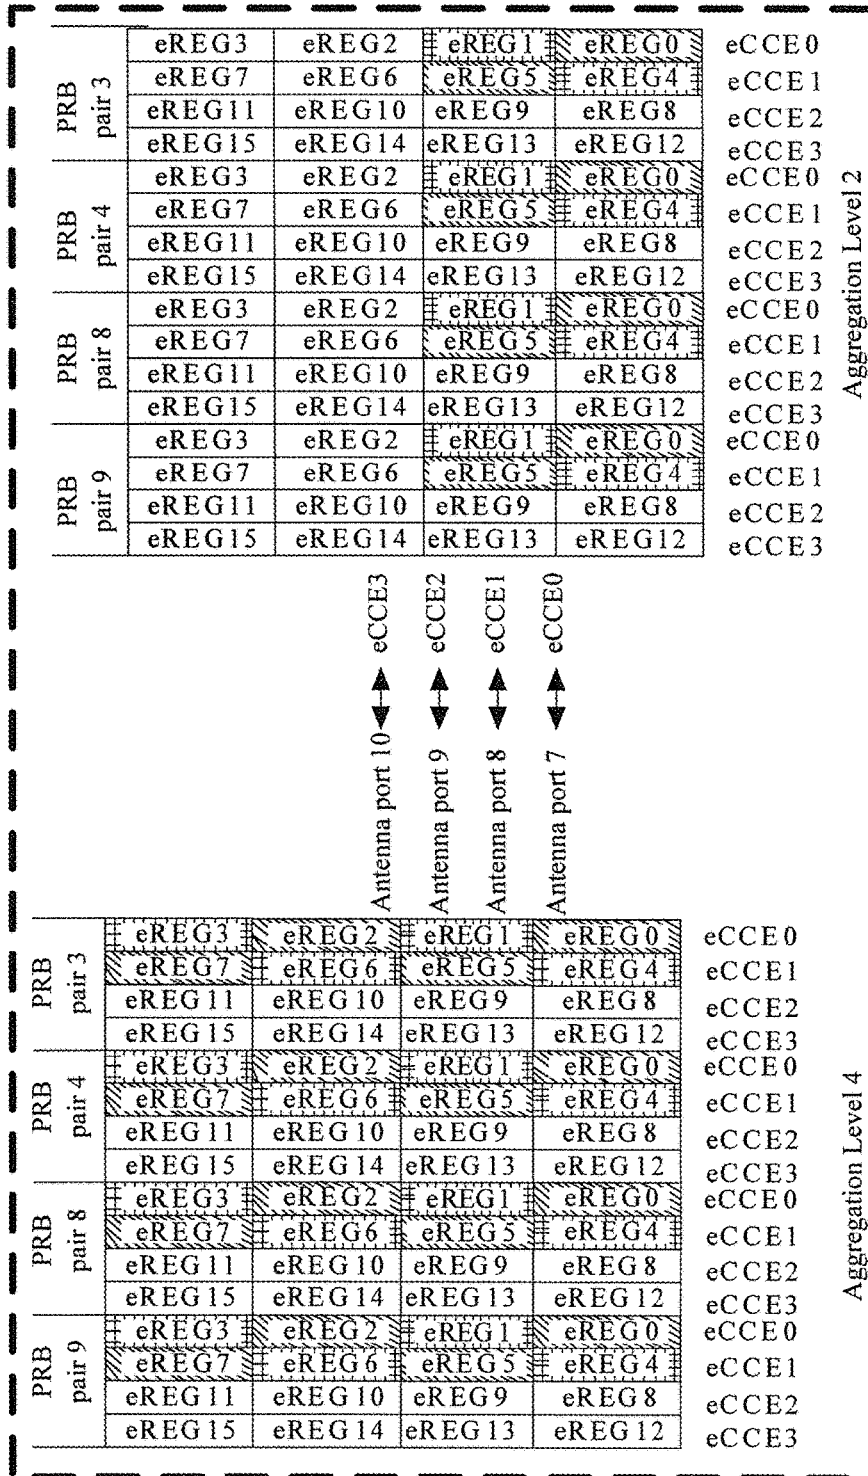 PRB pair 3
eREG3 eREG2 eREG1 eREG0 eCCE0
eREG7 eREG6 eREG5 eREG4 eCCE1
eREG11 eREG10 eREG9 eREG8 eCCE2
eREG15 eREG14 eREG13 eREG12 eCCE3
PRB pair 4
eREG3 eREG2 eREG1 eREG0 eCCE0
eREG7 eREG6 eREG5 eREG4 eCCE1
eREG11 eREG10 eREG9 eREG8 eCCE2
eREG15 eREG14 eREG13 eREG12 eCCE3
PRB pair 8
eREG3 eREG2 eREG1 eREG0 eCCE0
eREG7 eREG6 eREG5 eREG4 eCCE1
eREG11 eREG10 eREG9 eREG8 eCCE2
eREG15 eREG14 eREG13 eREG12 eCCE3
PRB pair 9
eREG3 eREG2 eREG1 eREG0 eCCE0
eREG7 eREG6 eREG5 eREG4 eCCE1
eREG11 eREG10 eREG9 eREG8 eCCE2
eREG15 eREG14 eREG13 eREG12 eCCE3
Aggregation Level 2
Antenna port 10 eCCE3
Antenna port 9 eCCE2
Antenna port 8 eCCE1
Antenna port 7 eCCE0
PRB pair 3
eREG3 eREG2 eREG1 eREG0 eCCE0
eREG7 eREG6 eREG5 eREG4 eCCE1
eREG11 eREG10 eREG9 eREG8 eCCE2
eREG15 eREG14 eREG13 eREG12 eCCE3
PRB pair 4
eREG3 eREG2 eREG1 eREG0 eCCE0
eREG7 eREG6 eREG5 eREG4 eCCE1
eREG11 eREG10 eREG9 eREG8 eCCE2
eREG15 eREG14 eREG13 eREG12 eCCE3
PRB pair 8
eREG3 eREG2 eREG1 eREG0 eCCE0
eREG7 eREG6 eREG5 eREG4 eCCE1
eREG11 eREG10 eREG9 eREG8 eCCE2
eREG15 eREG14 eREG13 eREG12 eCCE3
PRB pair 9
eREG3 eREG2 eREG1 eREG0 eCCE0
eREG7 eREG6 eREG5 eREG4 eCCE1
eREG11 eREG10 eREG9 eREG8 eCCE2
eREG15 eREG14 eREG13 eREG12 eCCE3
Aggregation Level 4